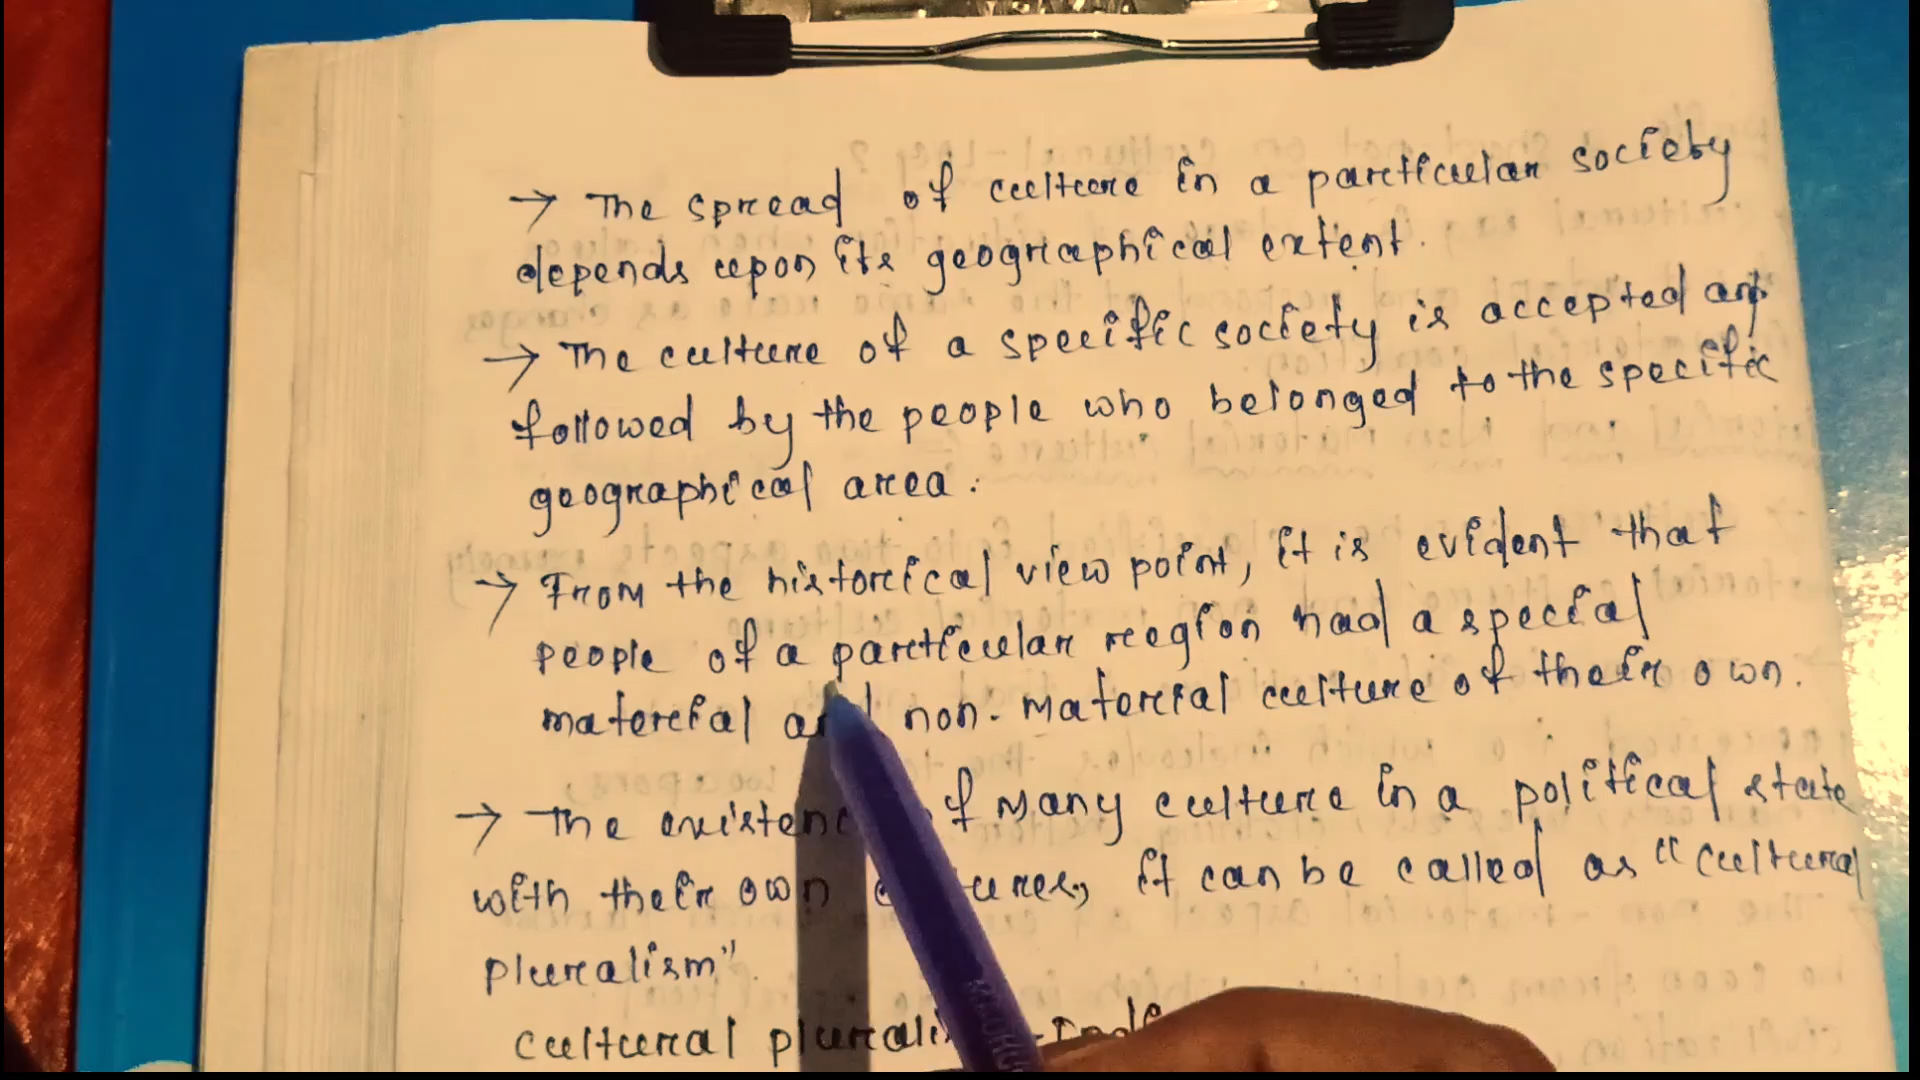 → The spread of culture in a particular society
depends upon its geographical extent.
→ The culture of a specific society is accepted and
followed by the people who belonged to the specific
geographical area.
→ From the historical view point, it is evident that
people of a particular region had a special
material and non-material culture of their own.
→ The existence of many culture in a political state
with their own cultures, it can be called as "cultural
pluralism".
cultural